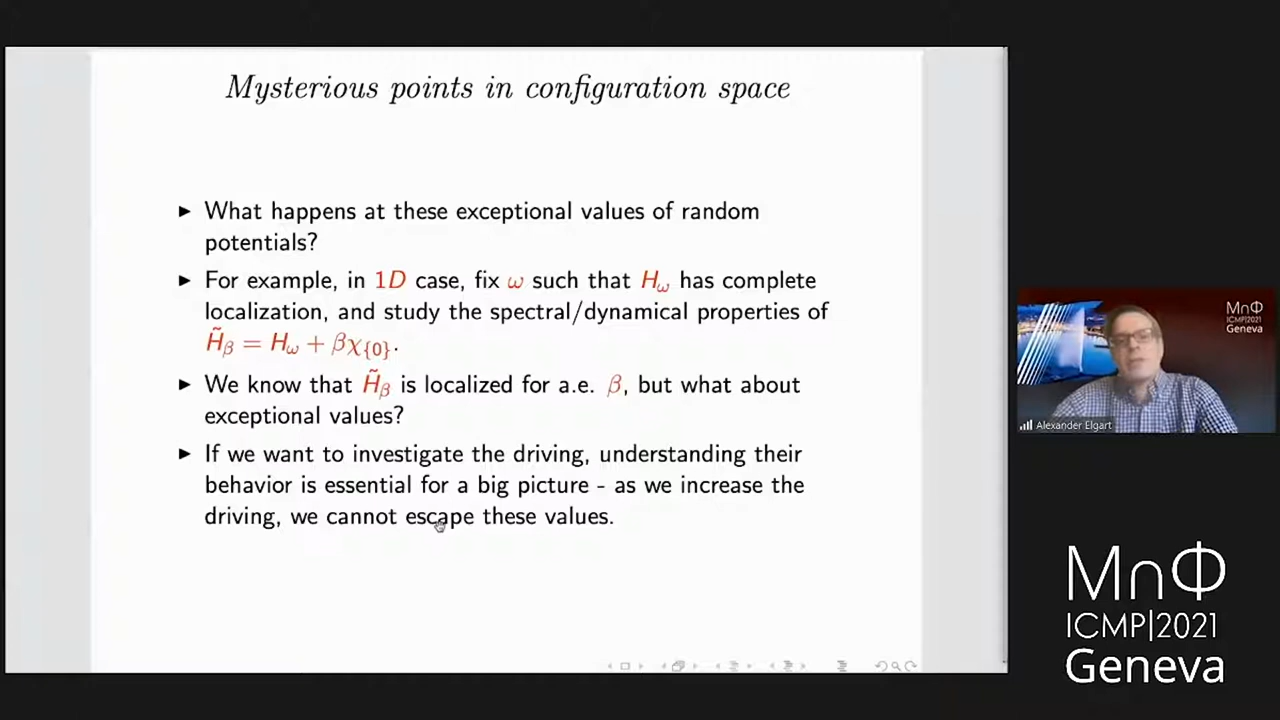 Mysterious points in configuration space
▶ What happens at these exceptional values of random
potentials?
▶ For example, in 1D case, fix ω such that H_ω has complete
localization, and study the spectral/dynamical properties of
H̃_β = H_ω + βχ_{0}.
▶ We know that H̃_β is localized for a.e. β, but what about
exceptional values?
▶ If we want to investigate the driving, understanding their
behavior is essential for a big picture - as we increase the
driving, we cannot escape these values.
MnΦ
ICMP|2021
Geneva
Alexander Elgart
M∩Φ
ICMP|2021
Geneva